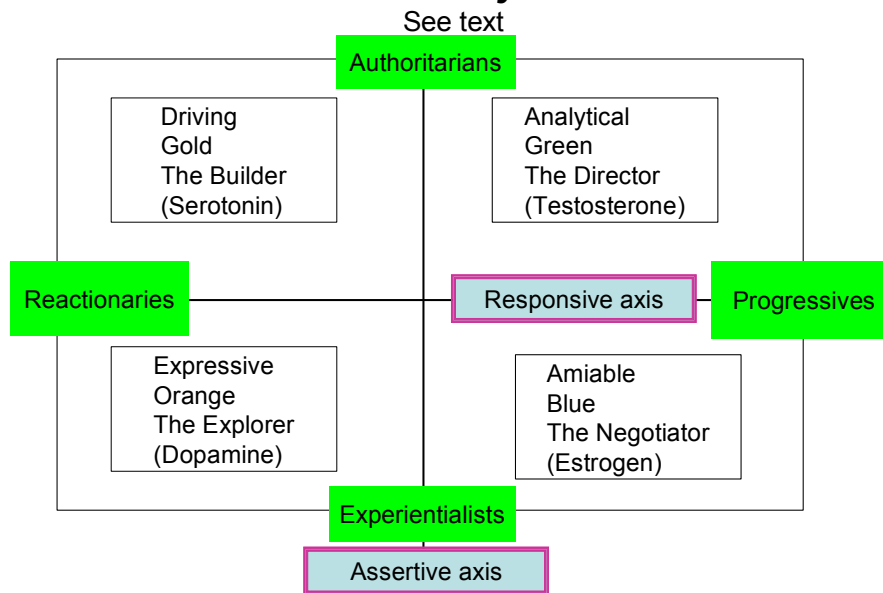 See text
Authoritarians
Driving
Gold
The Builder
(Serotonin)
Analytical
Green
The Director
(Testosterone)
Reactionaries
Responsive axis
Progressives
Expressive
Orange
The Explorer
(Dopamine)
Amiable
Blue
The Negotiator
(Estrogen)
Experientialists
Assertive axis